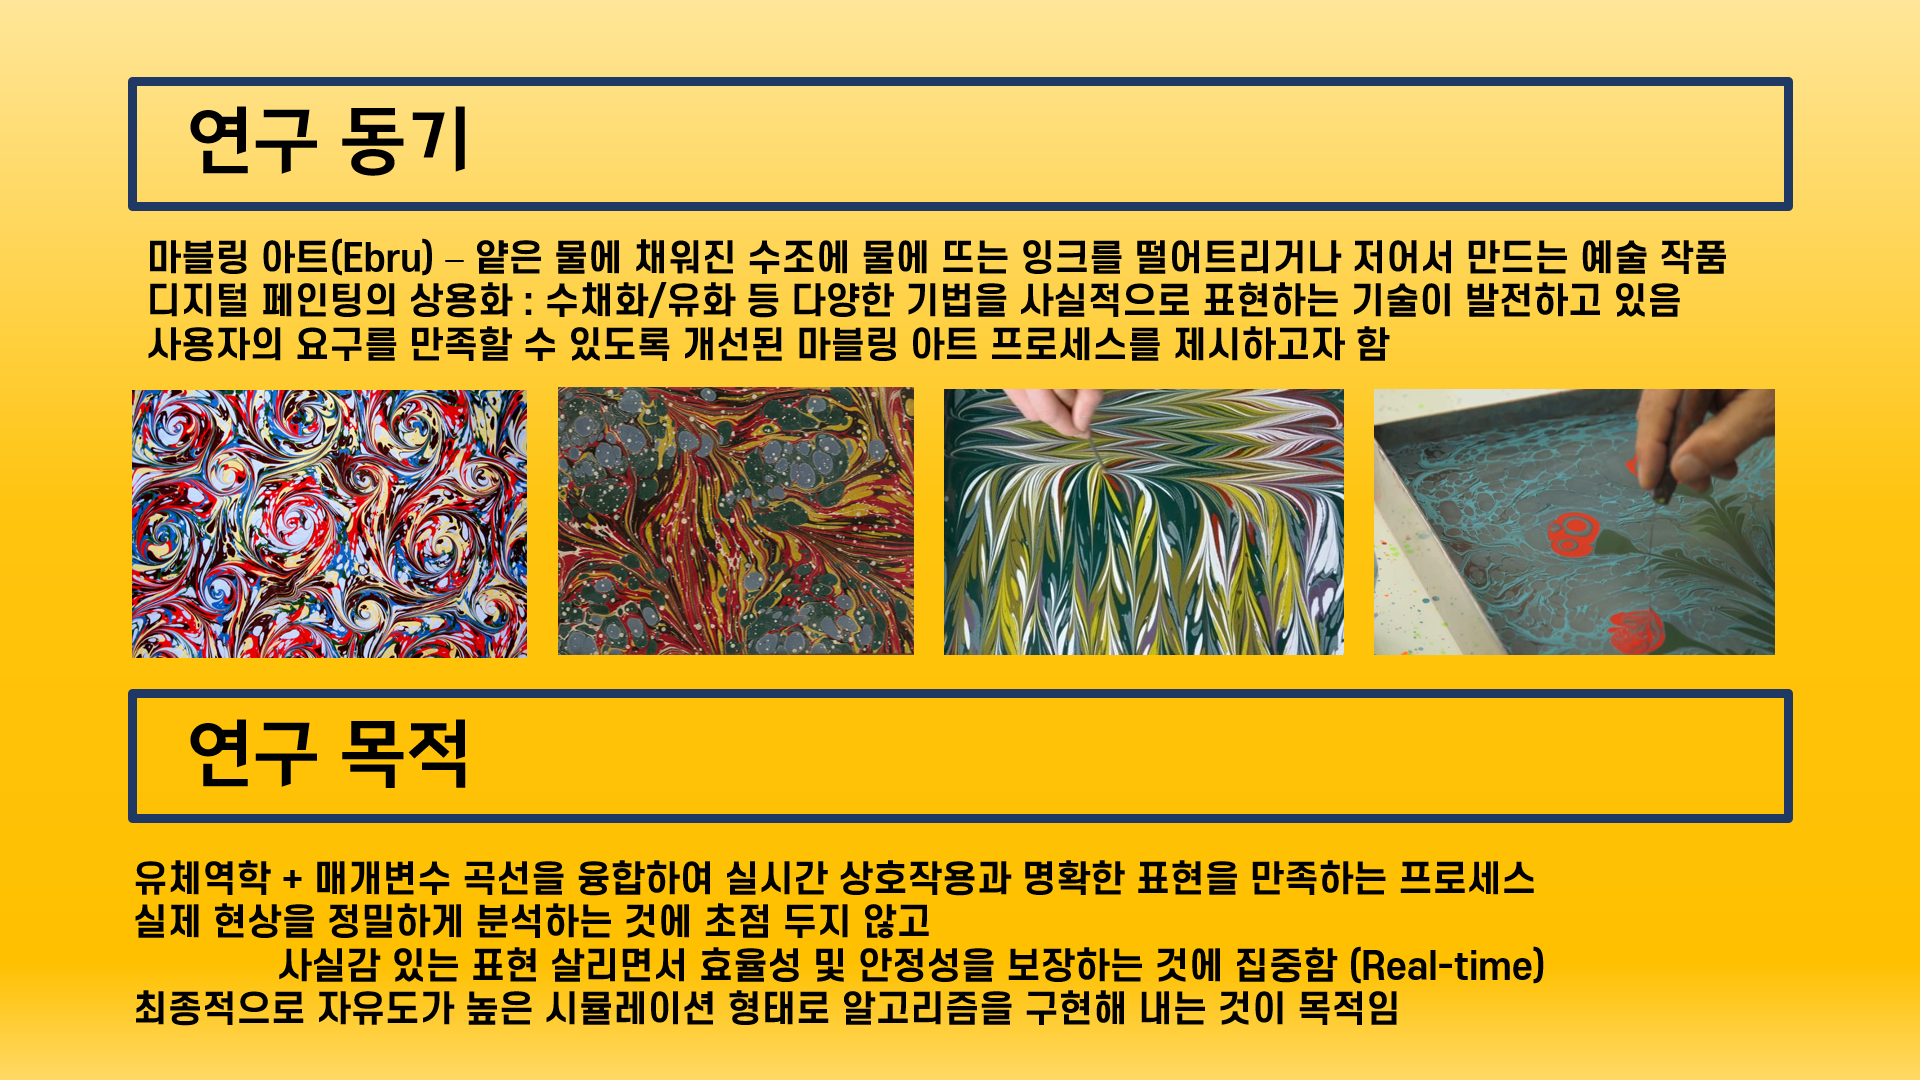 연구 동기
마블링 아트(Ebru) – 얕은 물에 채워진 수조에 물에 뜨는 잉크를 떨어트리거나 저어서 만드는 예술 작품
디지털 페인팅의 상용화 : 수채화/유화 등 다양한 기법을 사실적으로 표현하는 기술이 발전하고 있음
사용자의 요구를 만족할 수 있도록 개선된 마블링 아트 프로세스를 제시하고자 함
연구 목적
유체역학 + 매개변수 곡선을 융합하여 실시간 상호작용과 명확한 표현을 만족하는 프로세스
실제 현상을 정밀하게 분석하는 것에 초점 두지 않고
사실감 있는 표현 살리면서 효율성 및 안정성을 보장하는 것에 집중함 (Real-time)
최종적으로 자유도가 높은 시뮬레이션 형태로 알고리즘을 구현해 내는 것이 목적임